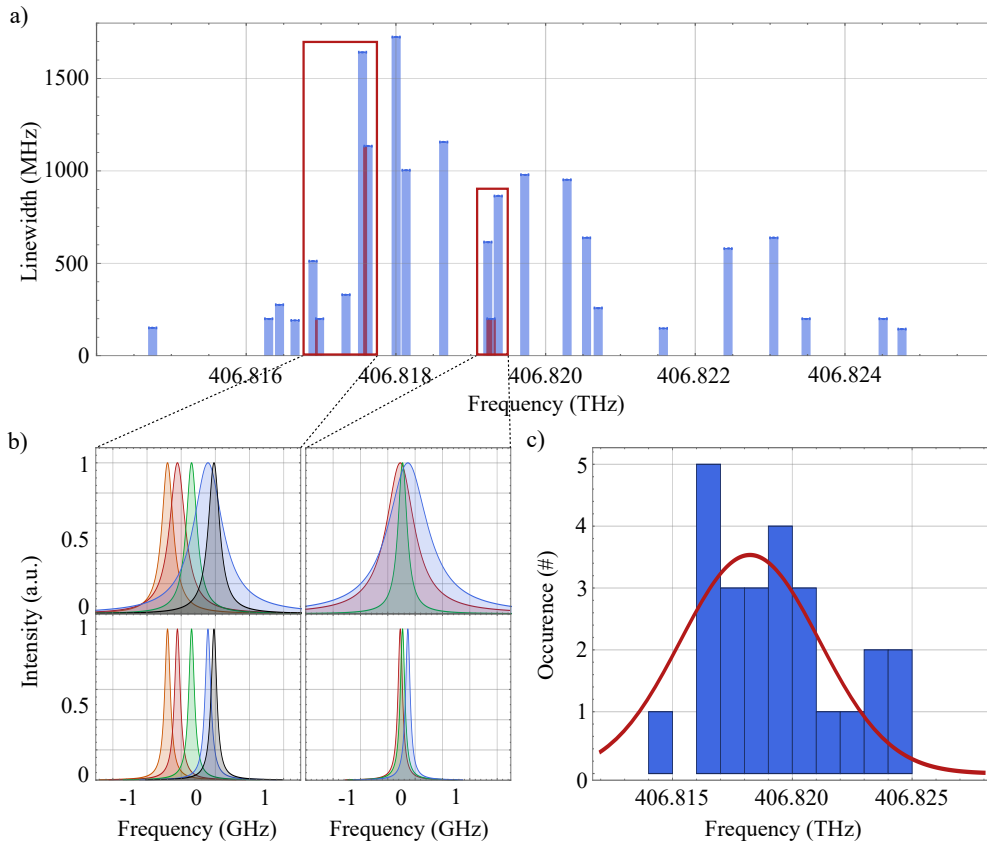 a)
Linewidth (MHz)
1500
1000
500
0
406.816 406.818 406.820 406.822 406.824
Frequency (THz)
b)
Intensity (a.u.)
1
0.5
0
1
0.5
0
-1 0 1
Frequency (GHz)
-1 0 1
Frequency (GHz)
c)
Occurence (#)
5
4
3
2
1
0
406.815 406.820 406.825
Frequency (THz)